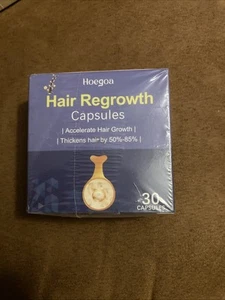 Hoegoa
Hair Regrowth
Capsules
| Accelerate Hair Growth |
| Thickens hair by 50%-85% |
30
CAPSULES